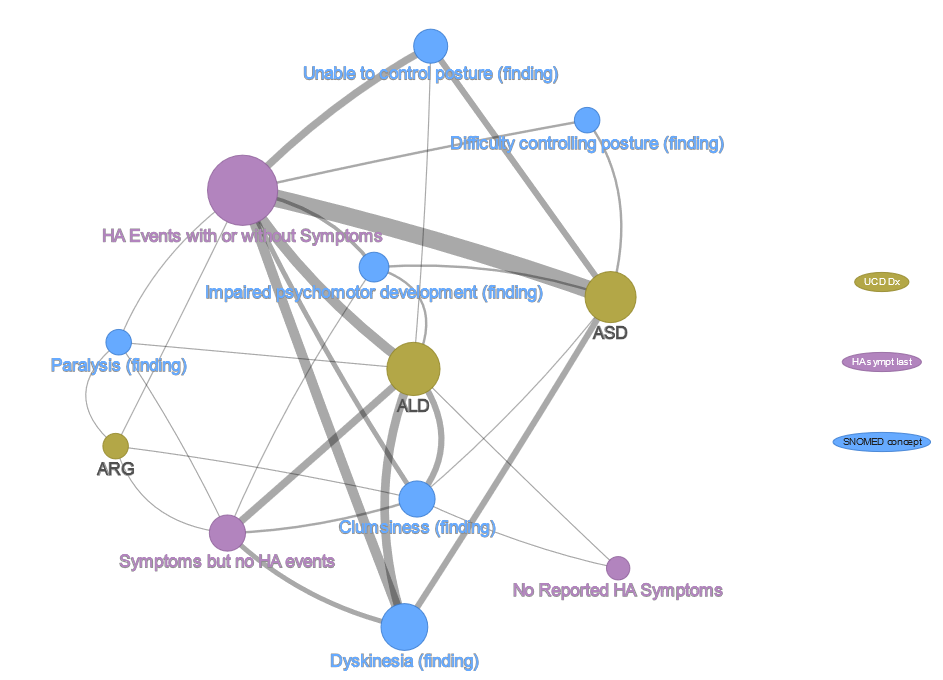 Unable to control posture (finding)
Difficulty controlling posture (finding)
HA Events with or without Symptoms
Impaired psychomotor development (finding)
UCD Dx
ASD
HA sympt last
Paralysis (finding)
ALD
SNOMED concept
ARG
Clumsiness (finding)
Symptoms but no HA events
No Reported HA Symptoms
Dyskinesia (finding)